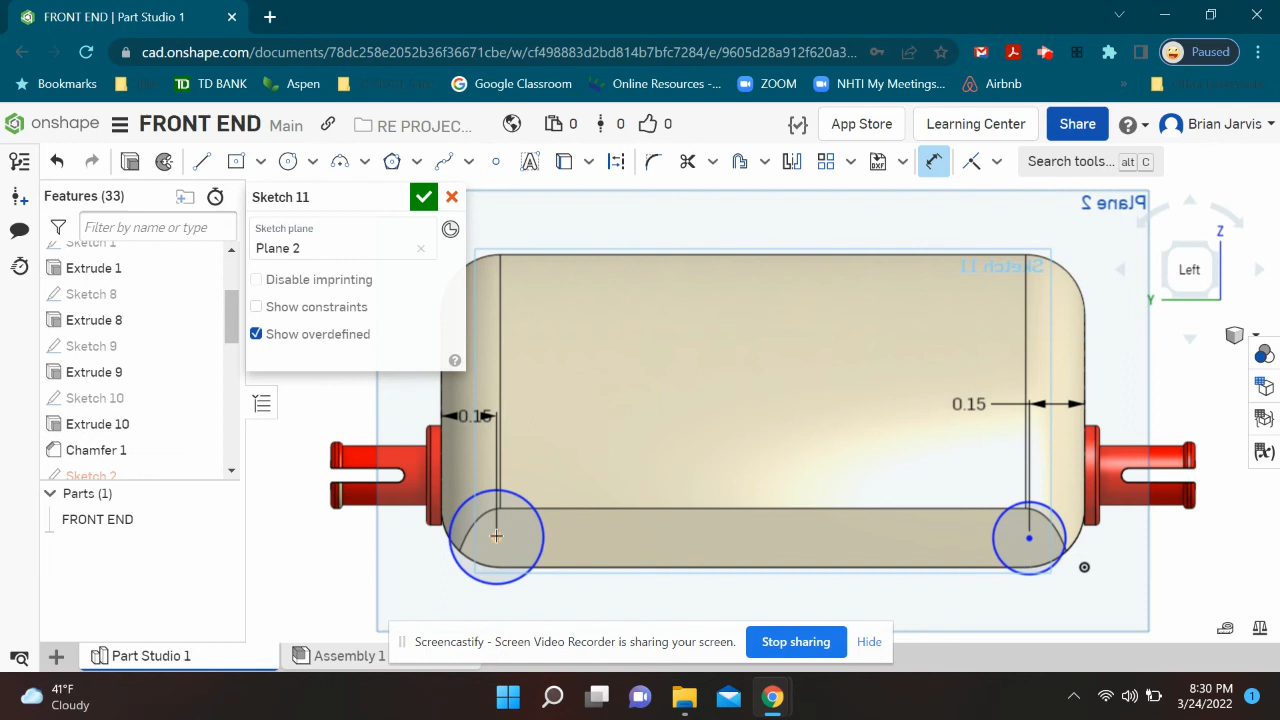 FRONT END | Part Studio 1
cad.onshape.com/documents/78dc258e2052b36f36671cbe/w/cf498883d2bd814b7bfc7284/e/9605d28a912f620a3...
Paused
Bookmarks
TD TD BANK
Aspen
Google Classroom
Online Resources -...
ZOOM
NHTI My Meetings...
Airbnb
»
onshape
FRONT END Main
RE PROJEC...
0
0
0
App Store
Learning Center
Share
Brian Jarvis
Search tools... alt C
Features (33)
Filter by name or type
Sketch 1
Extrude 1
Sketch 8
Extrude 8
Sketch 9
Extrude 9
Sketch 10
Extrude 10
Chamfer 1
Sketch 2
Parts (1)
FRONT END
Sketch 11
Sketch plane
Plane 2
Disable imprinting
Show constraints
Show overdefined
Plane 2
Sketch 11
Z
Left
Y
0.15
0.15
Screencastify - Screen Video Recorder is sharing your screen.
Stop sharing
Hide
Part Studio 1
Assembly 1
41°F
Cloudy
8:30 PM
3/24/2022
1